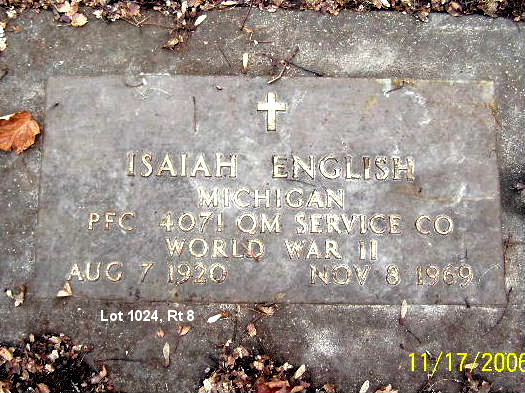 ISAIAH ENGLISH
MICHIGAN
PFC 4071 QM SERVICE CO
WORLD WAR II
AUG 7 1920 NOV 8 1969
Lot 1024, Rt 8
11/17/2006